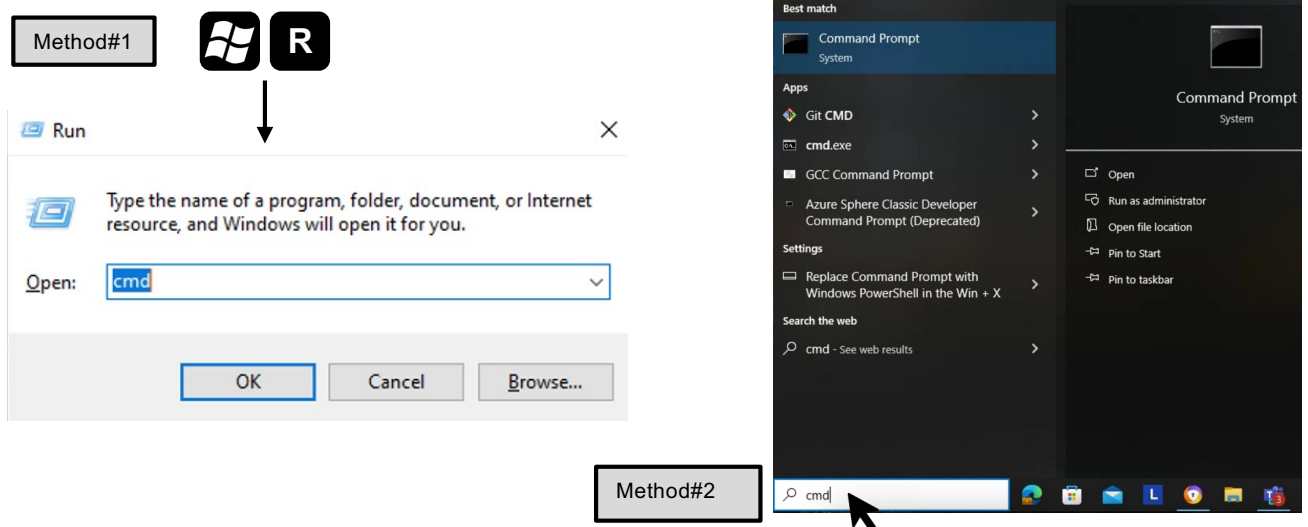 Method#1
R
Run
Type the name of a program, folder, document, or Internet
resource, and Windows will open it for you.
Open:
cmd
OK
Cancel
Browse...
Method#2
Best match
Command Prompt
System
Apps
Git CMD
cmd.exe
GCC Command Prompt
Azure Sphere Classic Developer
Command Prompt (Deprecated)
Settings
Replace Command Prompt with
Windows PowerShell in the Win + X
Search the web
cmd - See web results
Command Prompt
System
Open
Run as administrator
Open file location
Pin to Start
Pin to taskbar
cmd
L
3